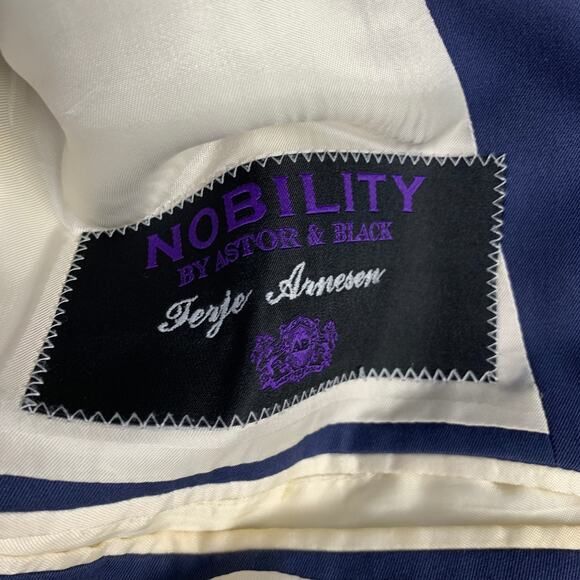 NOBILITY
BY ASTOR & BLACK
Terje Arnesen
AB